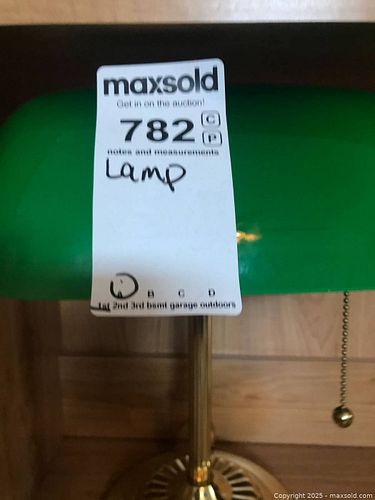 maxsold
Get in on the auction!
782 C
P
notes and measurements
Lamp
A B C D
1st 2nd 3rd bsmt garage outdoors
Copyright 2025 - maxsold.com